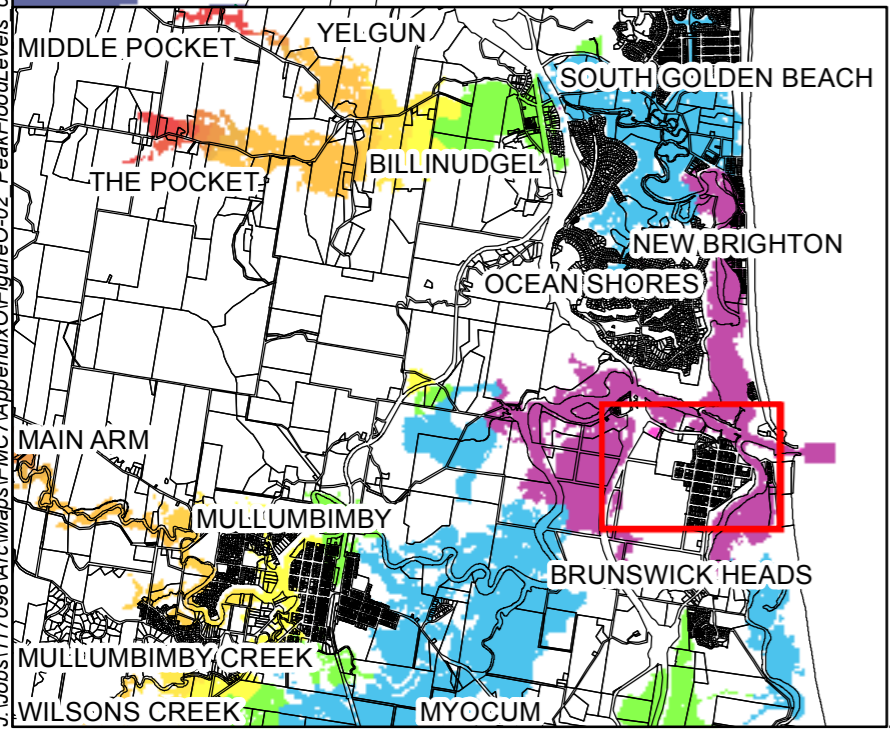 YELGUN
MIDDLE POCKET
SOUTH GOLDEN BEACH
BILLINUDGEL
THE POCKET
NEW BRIGHTON
OCEAN SHORES
MAIN ARM
MULLUMBIMBY
BRUNSWICK HEADS
MULLUMBIMBY CREEK
WILSONS CREEK
MYOCUM